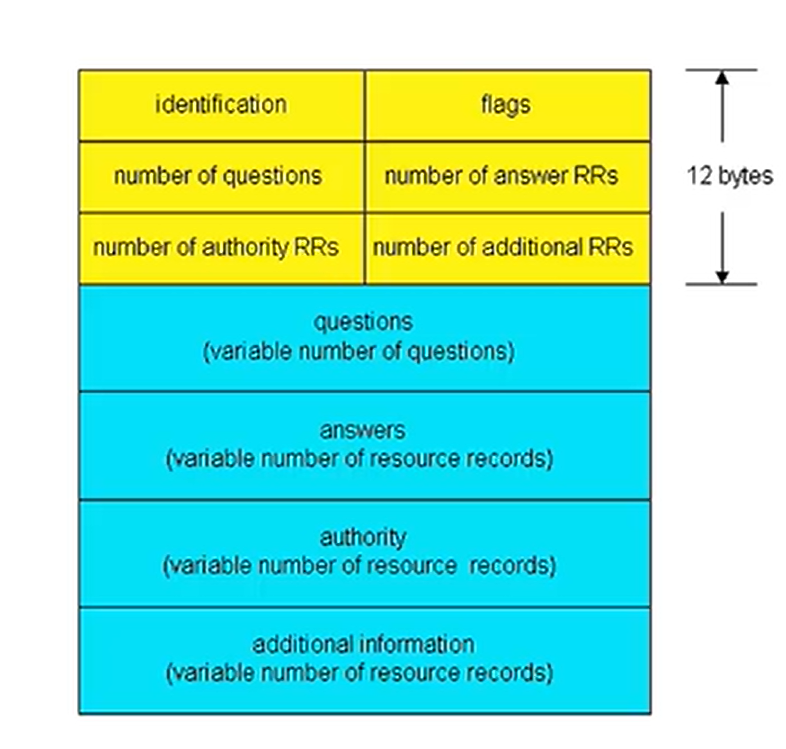 identification
flags
number of questions
number of answer RRs
12 bytes
number of authority RRs
number of additional RRs
questions
(variable number of questions)
answers
(variable number of resource records)
authority
(variable number of resource records)
additional information
(variable number of resource records)